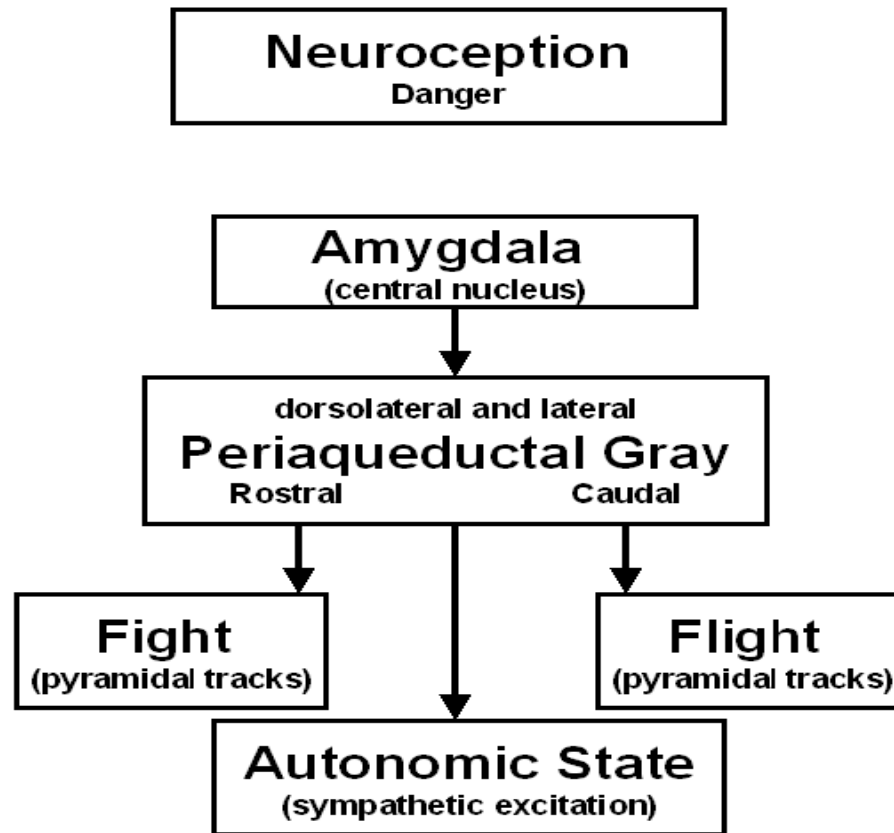 Neuroception
Danger
Amygdala
(central nucleus)
dorsolateral and lateral
Periaqueductal Gray
Rostral Caudal
Fight
(pyramidal tracks)
Flight
(pyramidal tracks)
Autonomic State
(sympathetic excitation)